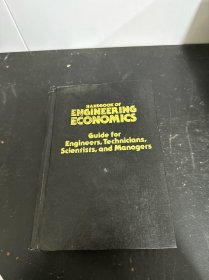 HANDBOOK OF
ENGINEERING
ECONOMICS
Guide for
Engineers, Technicians,
Scientists, and Managers